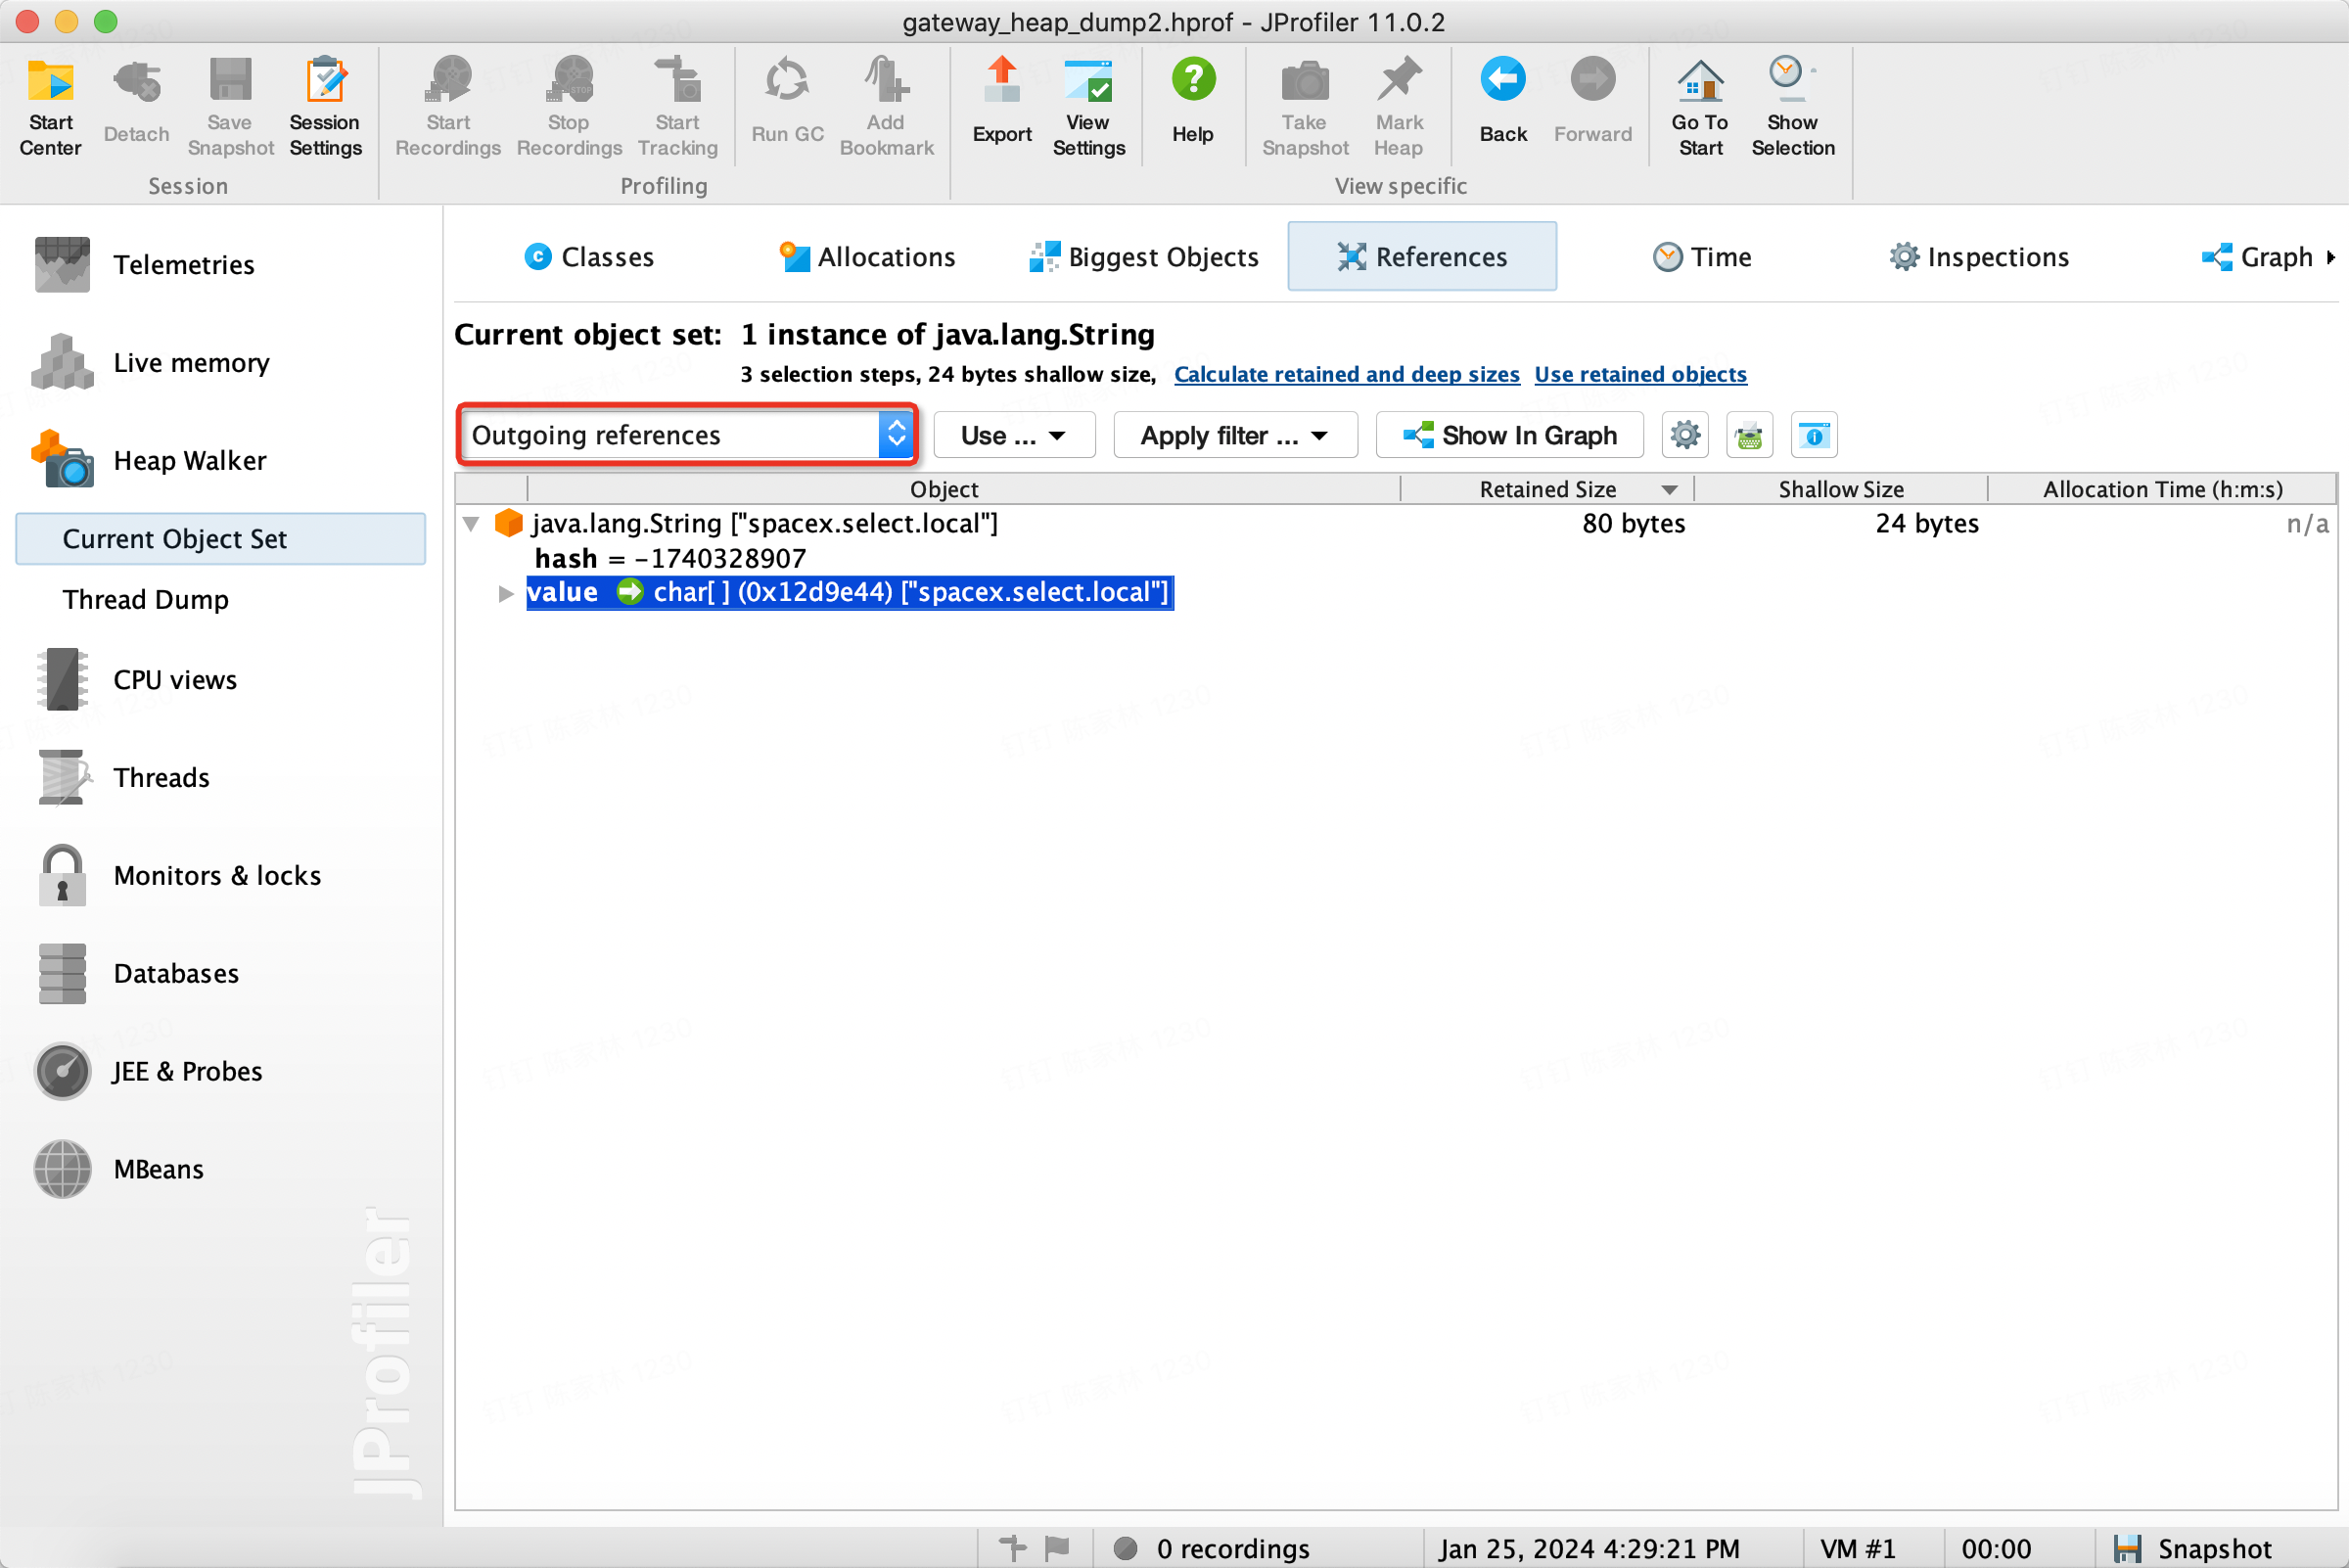 gateway_heap_dump2.hprof - JProfiler 11.0.2
Start Center
Detach
Save Snapshot
Session Settings
Start Recordings
Stop Recordings
Start Tracking
Run GC
Add Bookmark
Export
View Settings
Help
Take Snapshot
Mark Heap
Back
Forward
Go To Start
Show Selection
Session
Profiling
View specific
Telemetries
Live memory
Heap Walker
Current Object Set
Thread Dump
CPU views
Threads
Monitors & locks
Databases
JEE & Probes
MBeans
JProfiler
Classes
Allocations
Biggest Objects
References
Time
Inspections
Graph
Current object set: 1 instance of java.lang.String
3 selection steps, 24 bytes shallow size, Calculate retained and deep sizes Use retained objects
Outgoing references
Use ...
Apply filter ...
Show In Graph
Object Retained Size Shallow Size Allocation Time (h:m:s)
java.lang.String ["spacex.select.local"] 80 bytes 24 bytes n/a
hash = -1740328907
value char[ ] (0x12d9e44) ["spacex.select.local"]
钉钉 陈家林 1230
0 recordings
Jan 25, 2024 4:29:21 PM
VM #1
00:00
Snapshot